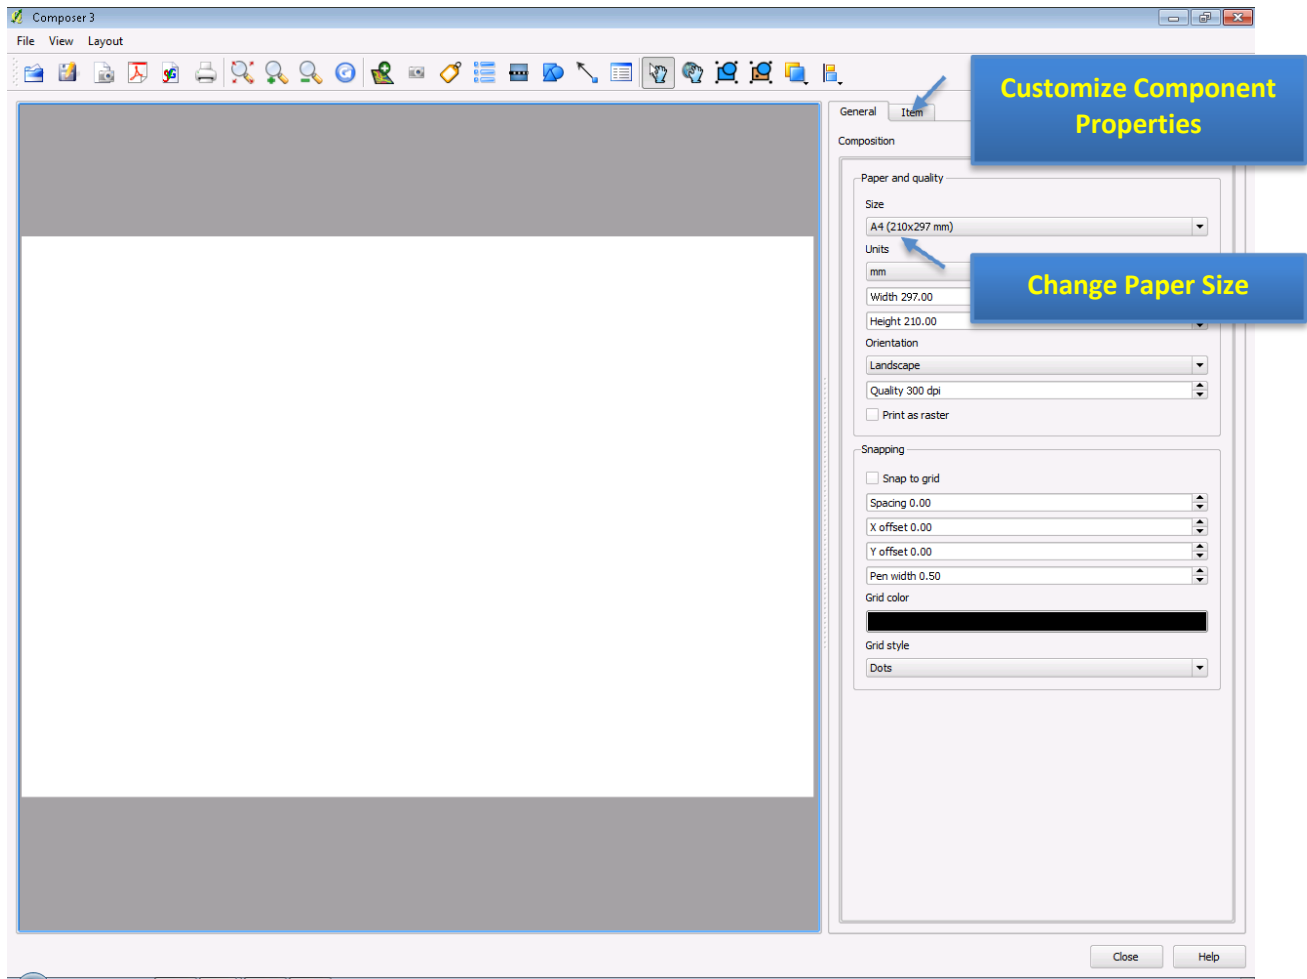 Composer 3
File View Layout
Customize Component
Properties
General Item
Composition
Paper and quality
Size
A4 (210x297 mm)
Units
mm
Change Paper Size
Width 297.00
Height 210.00
Orientation
Landscape
Quality 300 dpi
Print as raster
Snapping
Snap to grid
Spacing 0.00
X offset 0.00
Y offset 0.00
Pen width 0.50
Grid color
Grid style
Dots
Close Help